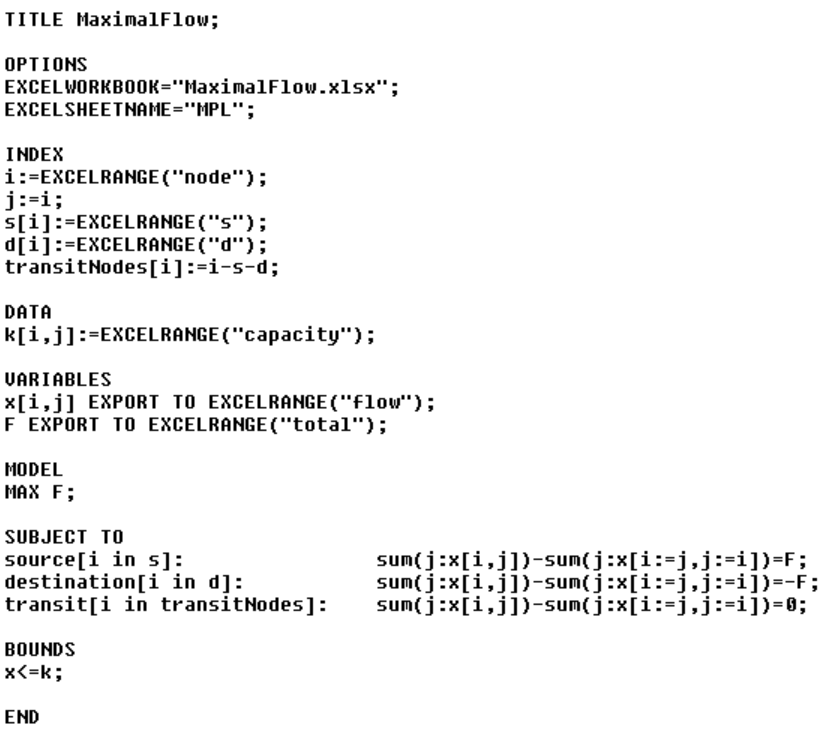 TITLE MaximalFlow;
OPTIONS
EXCELWORKBOOK="MaximalFlow.xlsx";
EXCELSHEETNAME="MPL";
INDEX
i:=EXCELRANGE("node");
j:=i;
s[i]:=EXCELRANGE("s");
d[i]:=EXCELRANGE("d");
transitNodes[i]:=i-s-d;
DATA
k[i,j]:=EXCELRANGE("capacity");
VARIABLES
x[i,j] EXPORT TO EXCELRANGE("flow");
F EXPORT TO EXCELRANGE("total");
MODEL
MAX F;
SUBJECT TO
source[i in s]: sum(j:x[i,j])-sum(j:x[i:=j,j:=i])=F;
destination[i in d]: sum(j:x[i,j])-sum(j:x[i:=j,j:=i])=-F;
transit[i in transitNodes]: sum(j:x[i,j])-sum(j:x[i:=j,j:=i])=0;
BOUNDS
x<=k;
END